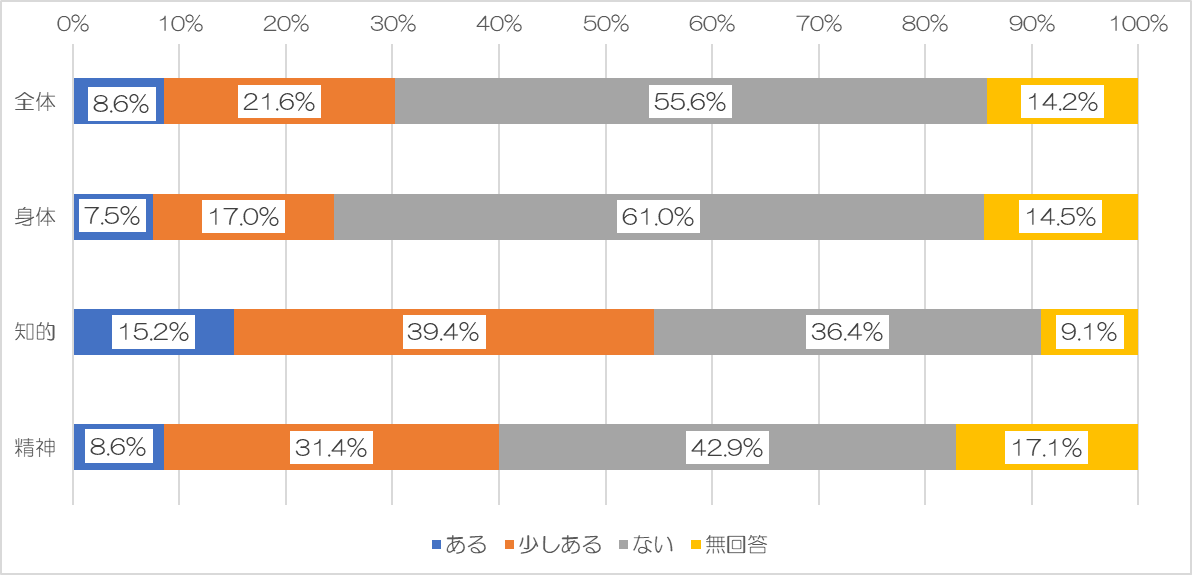 0% 10% 20% 30% 40% 50% 60% 70% 80% 90% 100%
全体 8.6% 21.6% 55.6% 14.2%
身体 7.5% 17.0% 61.0% 14.5%
知的 15.2% 39.4% 36.4% 9.1%
精神 8.6% 31.4% 42.9% 17.1%
ある 少しある ない 無回答